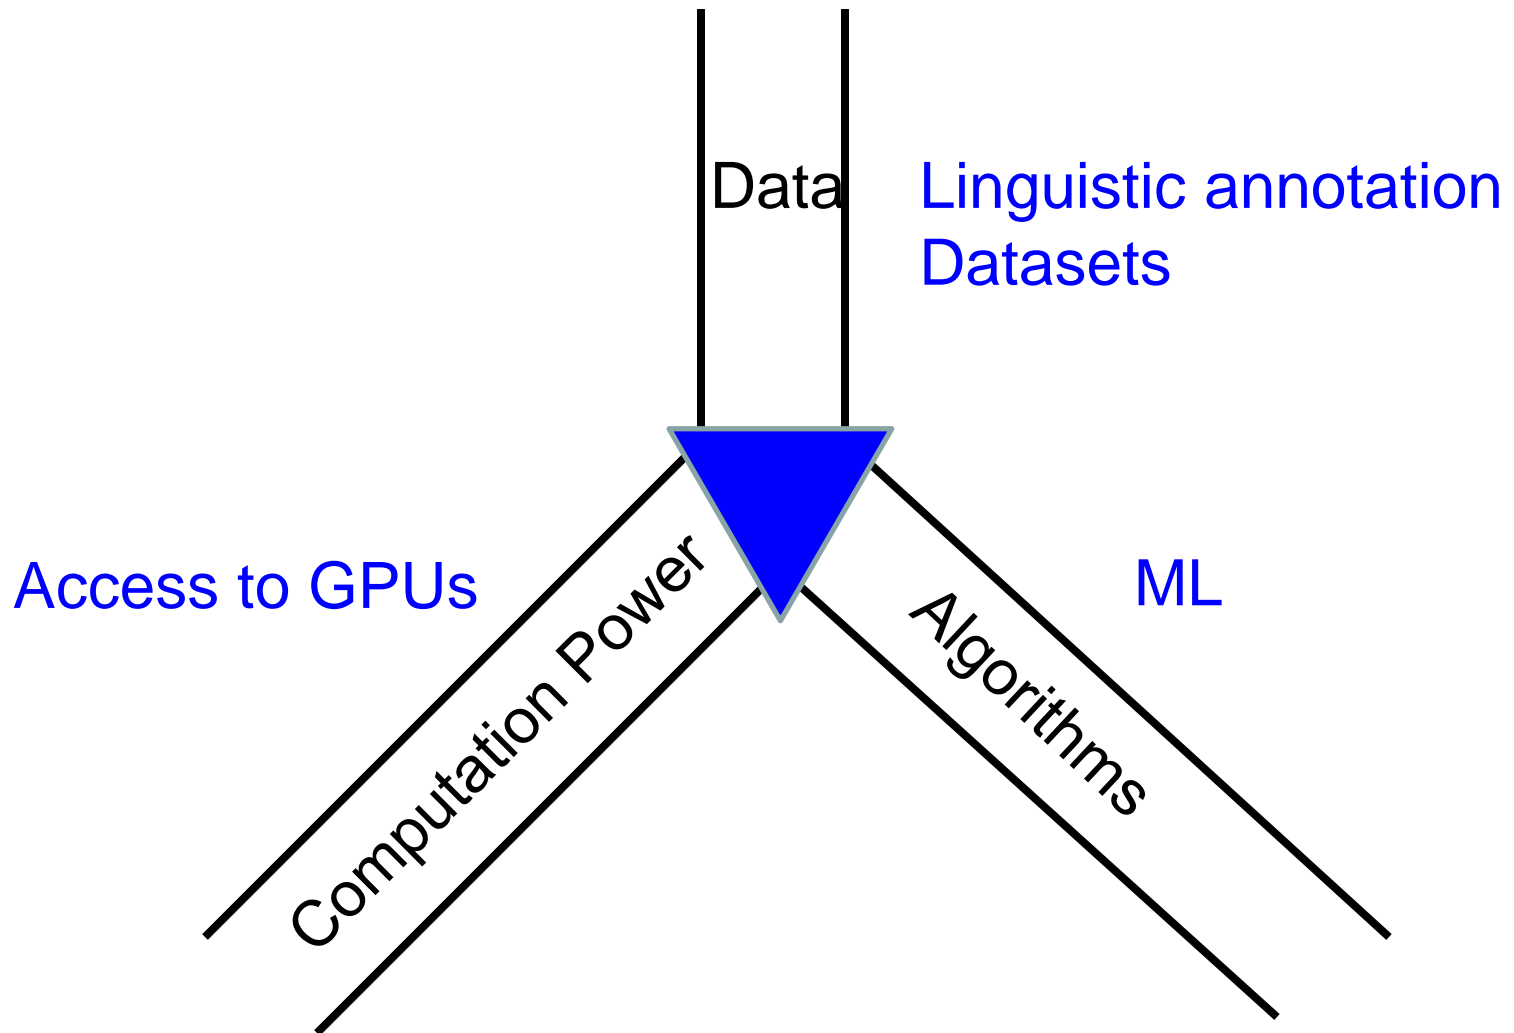 Data
Linguistic annotation
Datasets
Access to GPUs
Computation Power
Algorithms
ML